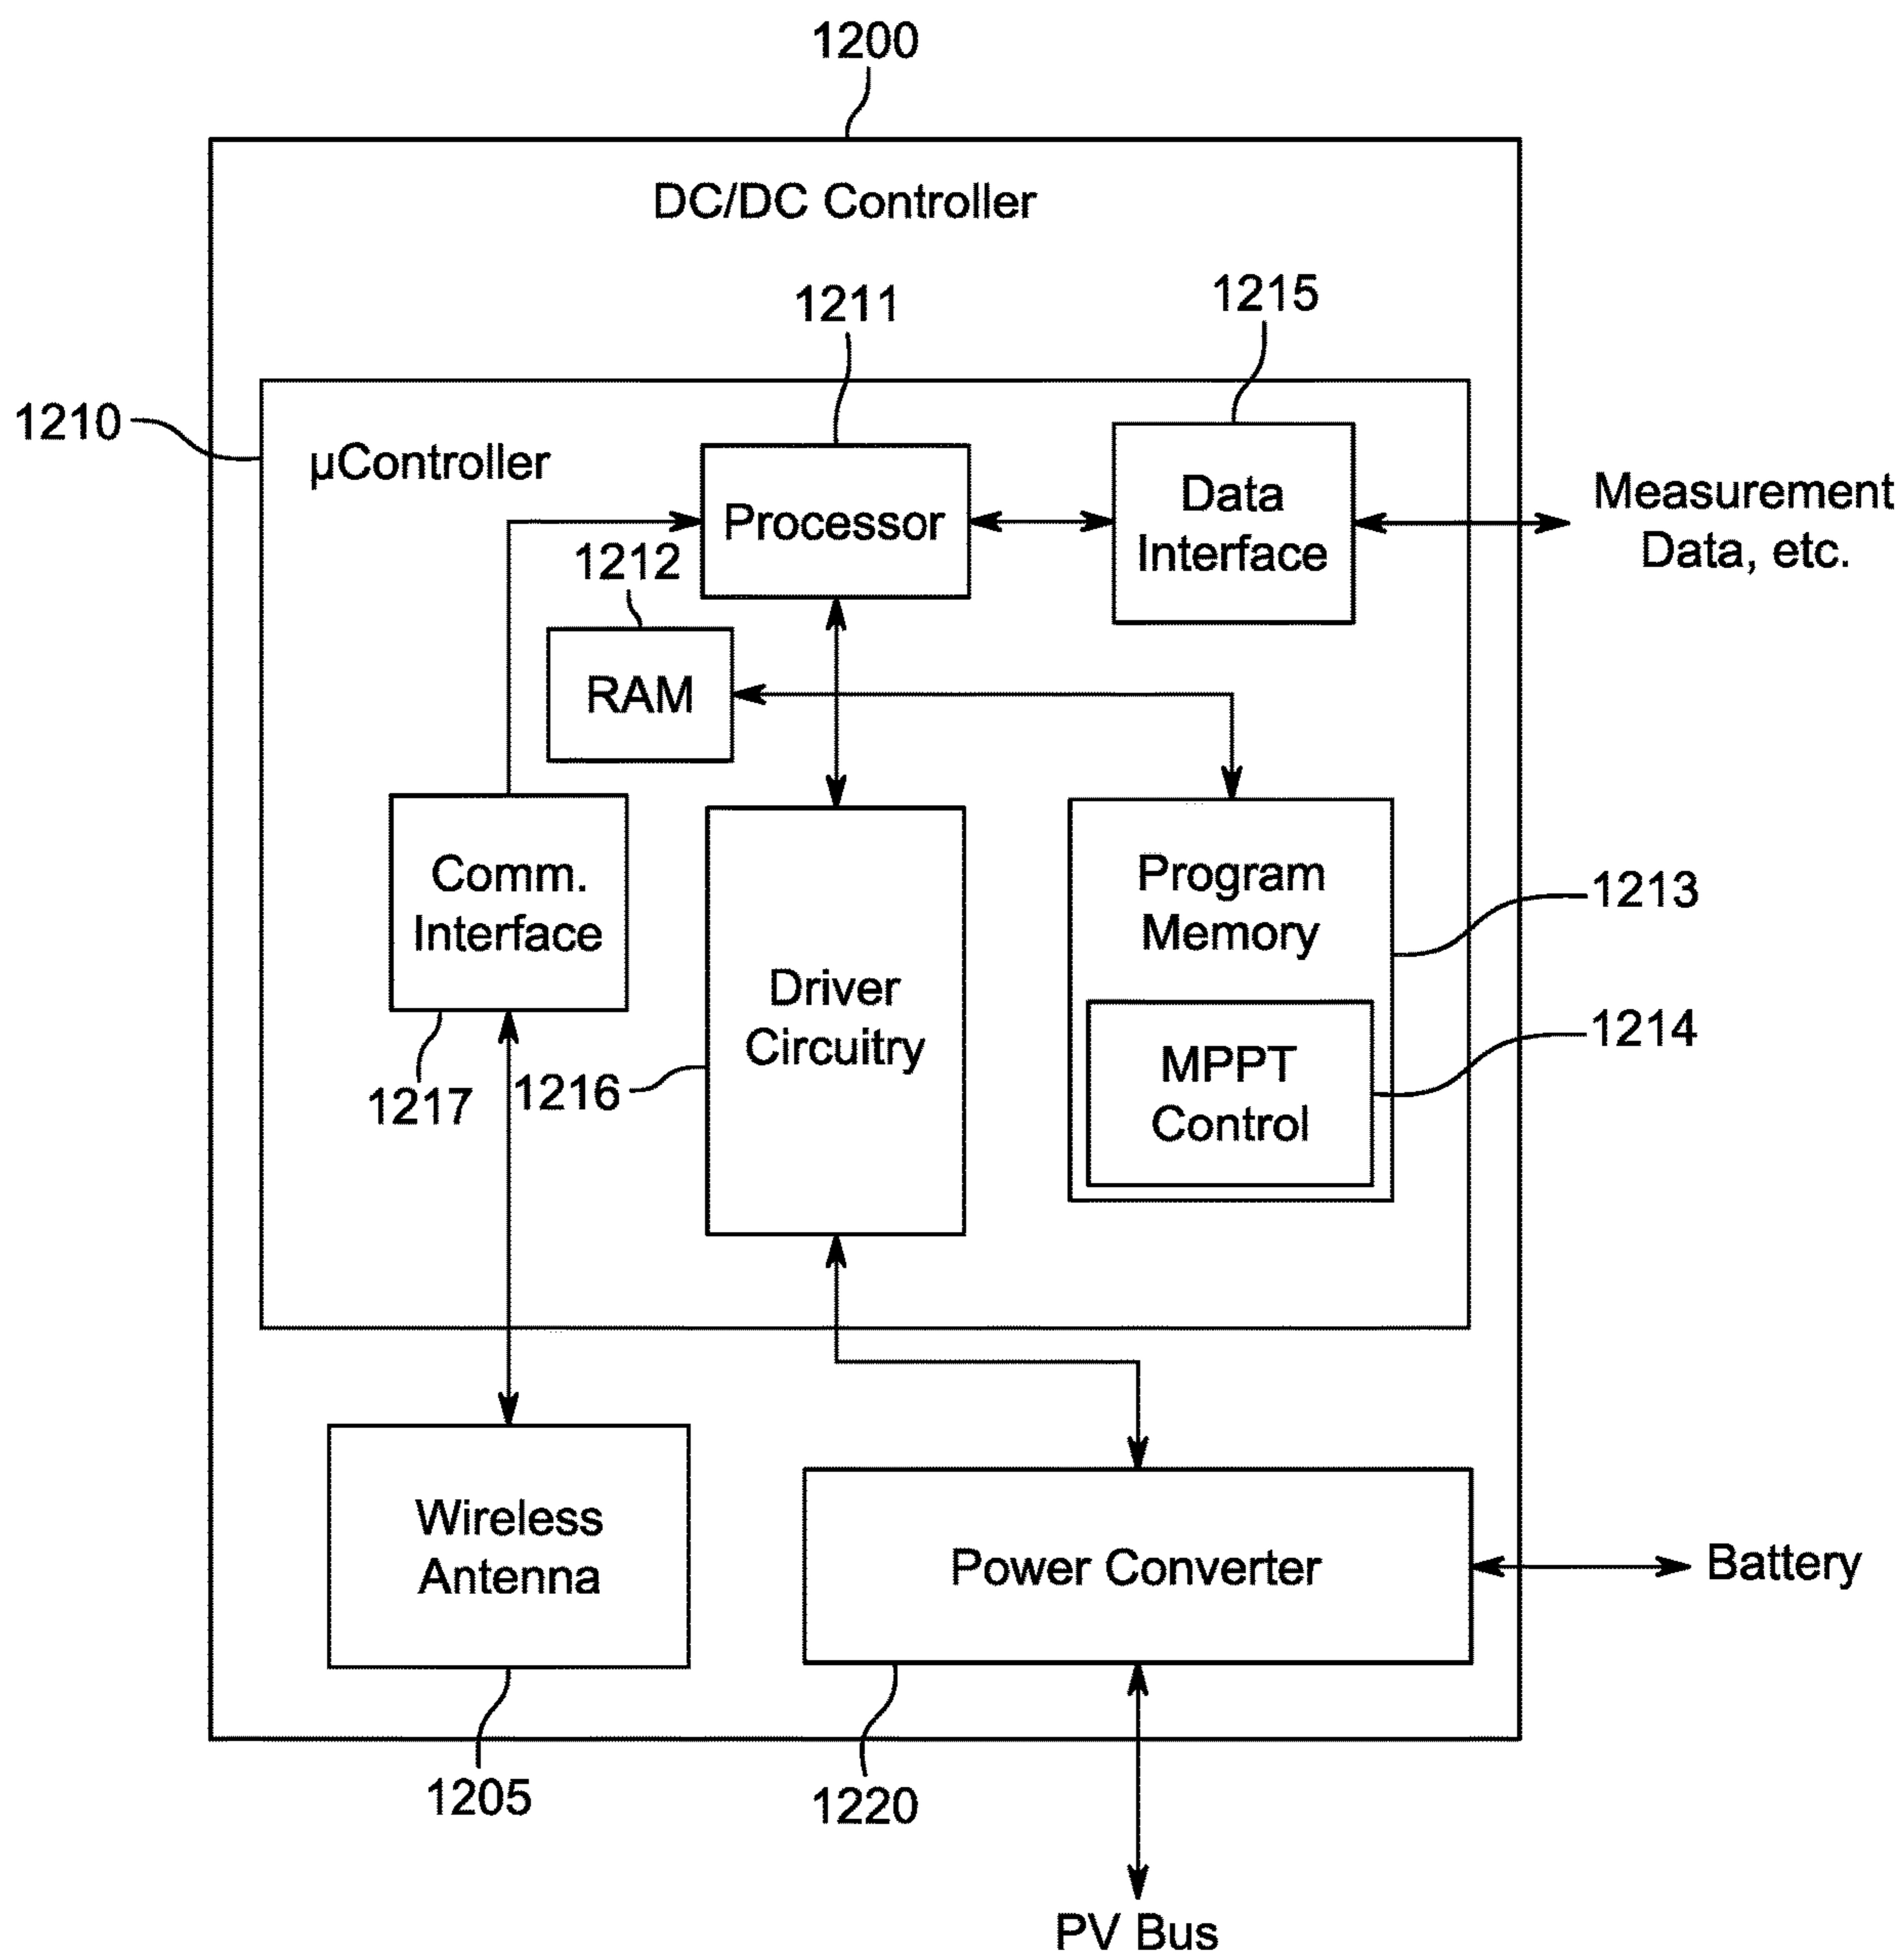 1200
DC/DC Controller
1211
1215
1210
µController
Processor
Data
Interface
Measurement
Data, etc.
1212
RAM
Comm.
Interface
Driver
Circuitry
Program
Memory
1213
MPPT
Control
1214
1217
1216
Wireless
Antenna
Power Converter
Battery
1205
1220
PV Bus